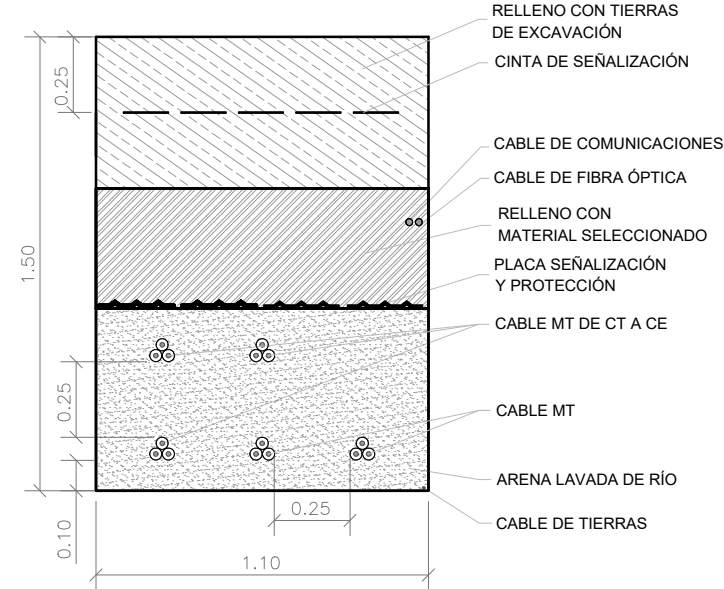 RELLENO CON TIERRAS
DE EXCAVACIÓN
CINTA DE SEÑALIZACIÓN
0.25
CABLE DE COMUNICACIONES
CABLE DE FIBRA ÓPTICA
RELLENO CON
MATERIAL SELECCIONADO
1.50
PLACA SEÑALIZACIÓN
Y PROTECCIÓN
CABLE MT DE CT A CE
0.25
CABLE MT
ARENA LAVADA DE RÍO
0.25
CABLE DE TIERRAS
0.10
1.10